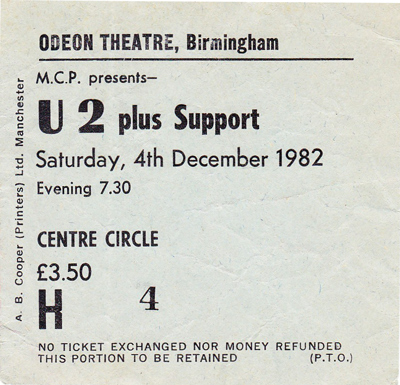 ODEON THEATRE, Birmingham
M.C.P. presents—
U 2 plus Support
Saturday, 4th December 1982
Evening 7.30
CENTRE CIRCLE
£3.50
H 4
NO TICKET EXCHANGED NOR MONEY REFUNDED
THIS PORTION TO BE RETAINED (P.T.O.)
A. B. Cooper (Printers) Ltd. Manchester